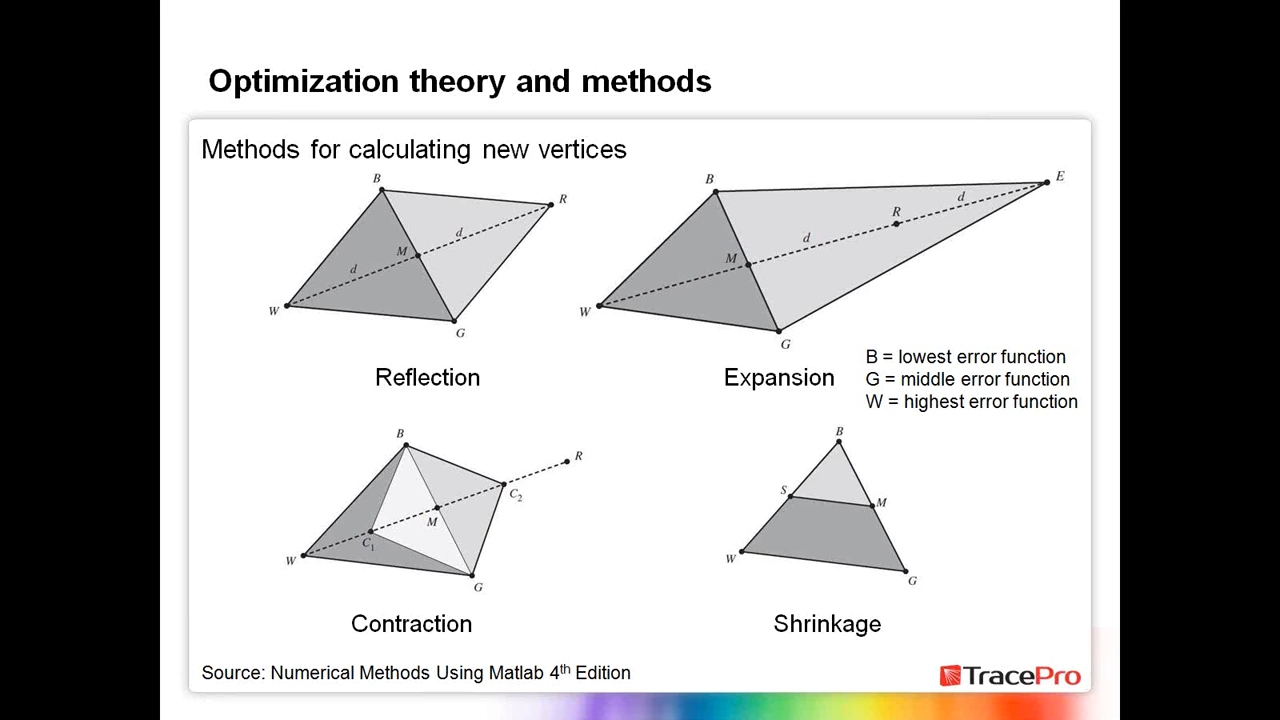 Optimization theory and methods
Methods for calculating new vertices
B
R
d
M
d
W
G
Reflection
B
E
d
R
d
M
W
G
Expansion
B = lowest error function
G = middle error function
W = highest error function
B
R
C2
M
C1
W
G
Contraction
B
S
M
W
G
Shrinkage
Source: Numerical Methods Using Matlab 4th Edition
TracePro